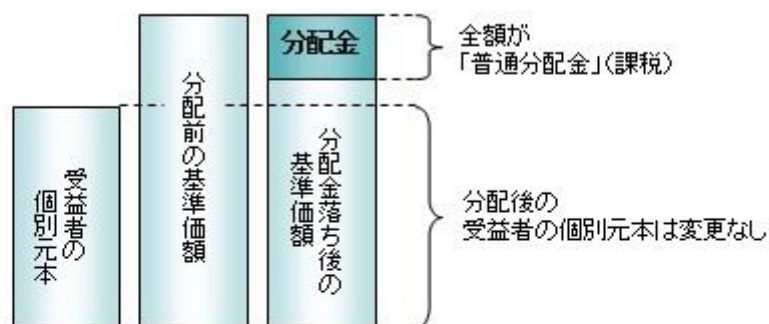 受益者の
個別元本
分配前の基準価額
分配金
分配金落ち後の
基準価額
全額が
「普通分配金」(課税)
分配後の
受益者の個別元本は変更なし